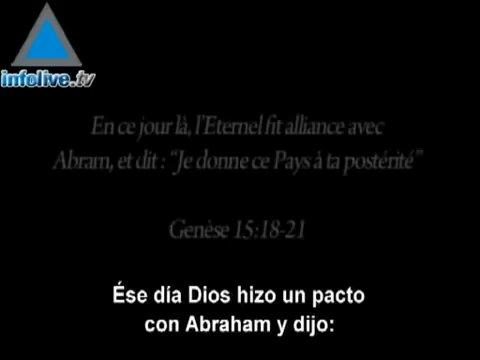 infolive.tv
En ce jour là, l'Eternel fit alliance avec
Abram, et dit : "Je donne ce Pays à ta postérité"
Genèse 15:18-21
Ése día Dios hizo un pacto
con Abraham y dijo: